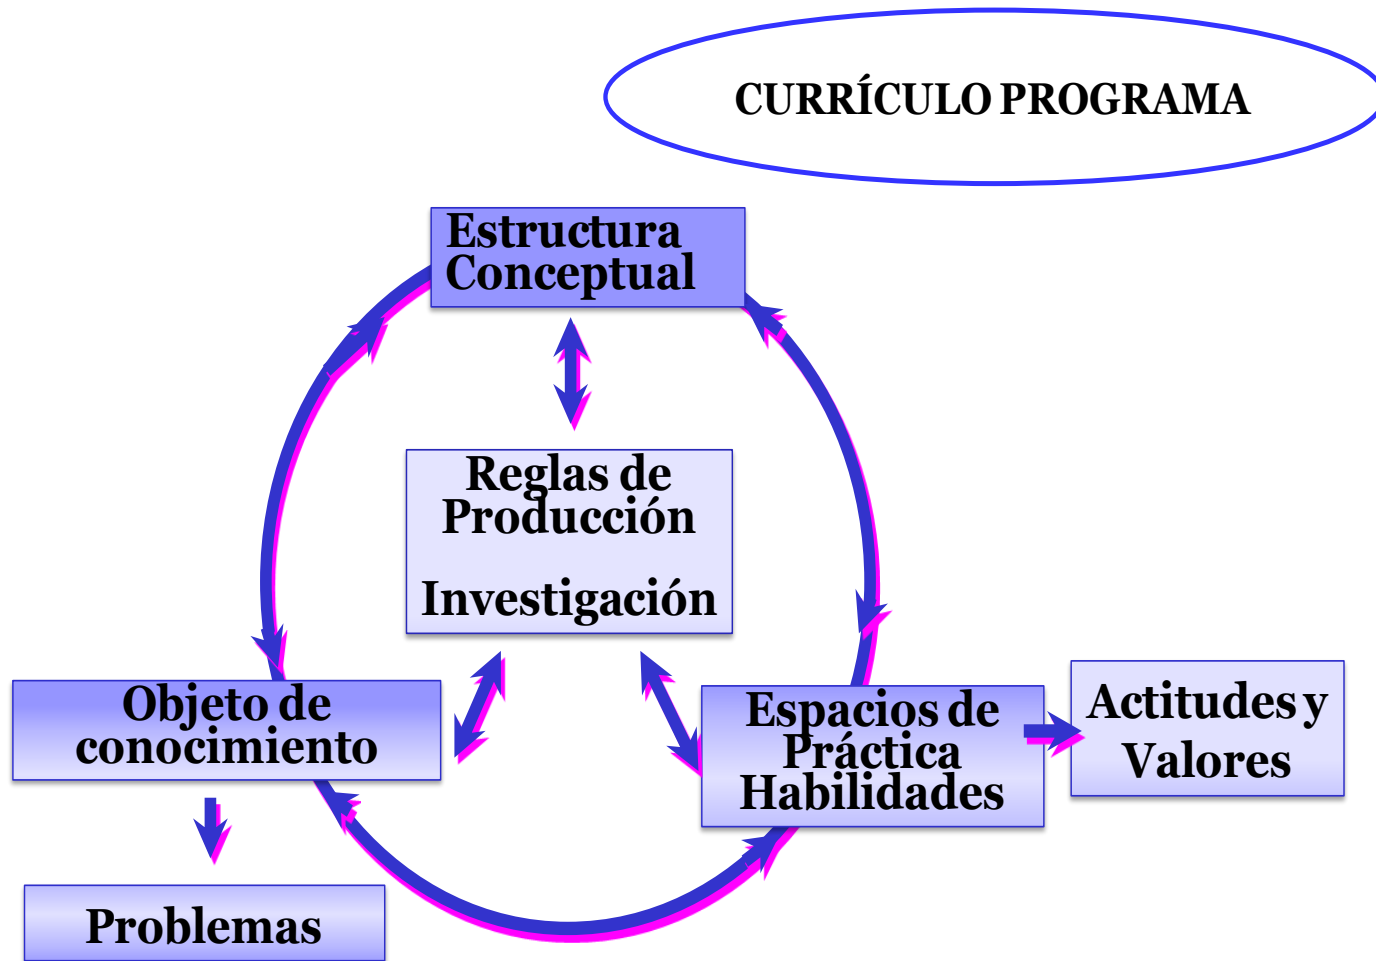 CURRÍCULO PROGRAMA
Estructura
Conceptual
Reglas de
Producción
Investigación
Objeto de
conocimiento
Espacios de
Práctica
Habilidades
Actitudes y
Valores
Problemas